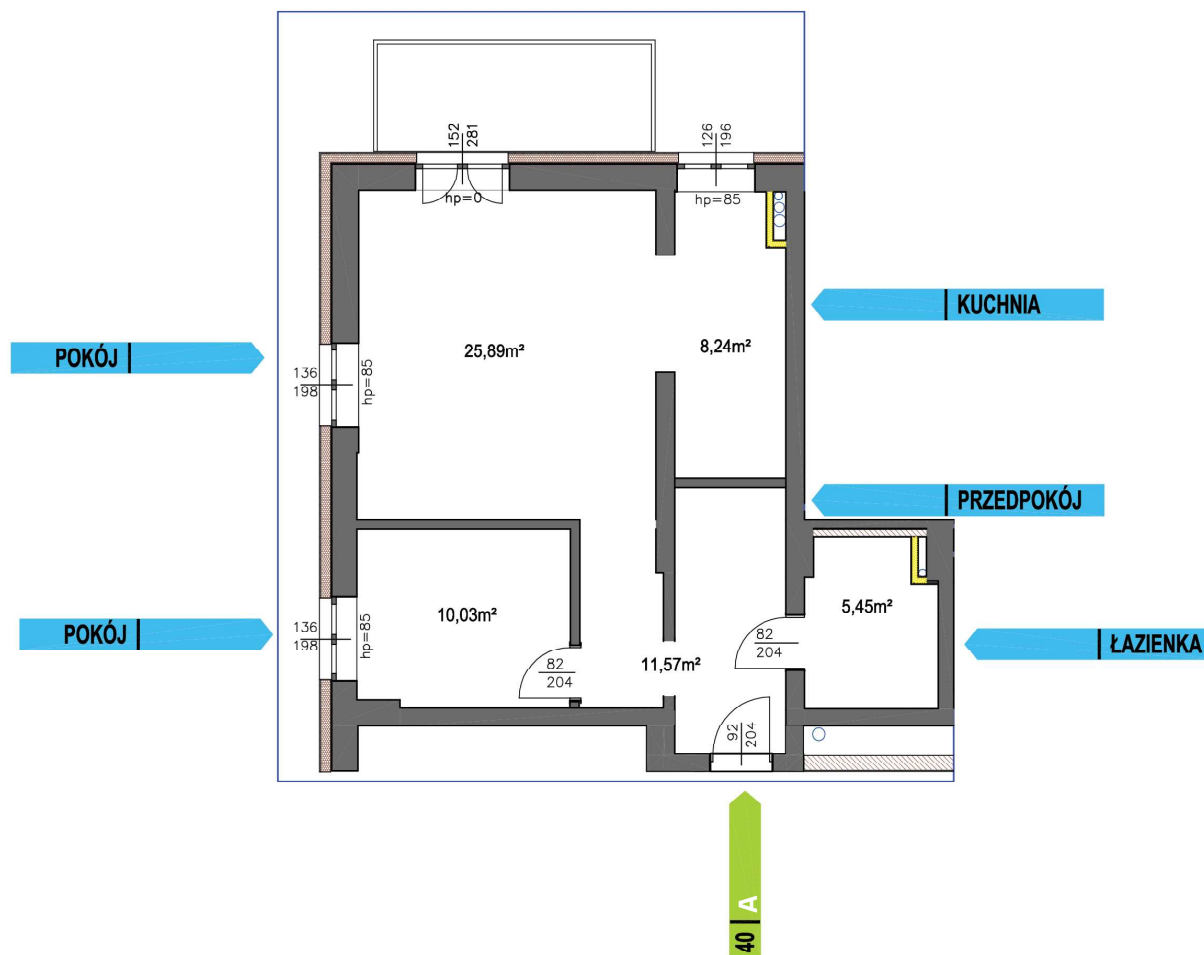 152
281
hp=0
126
196
hp=85
KUCHNIA
POKÓJ
25,89m²
8,24m²
136
198
hp=85
PRZEDPOKÓJ
10,03m²
5,45m²
POKÓJ
136
198
hp=85
82
204
11,57m²
82
204
ŁAZIENKA
92
204
40 A